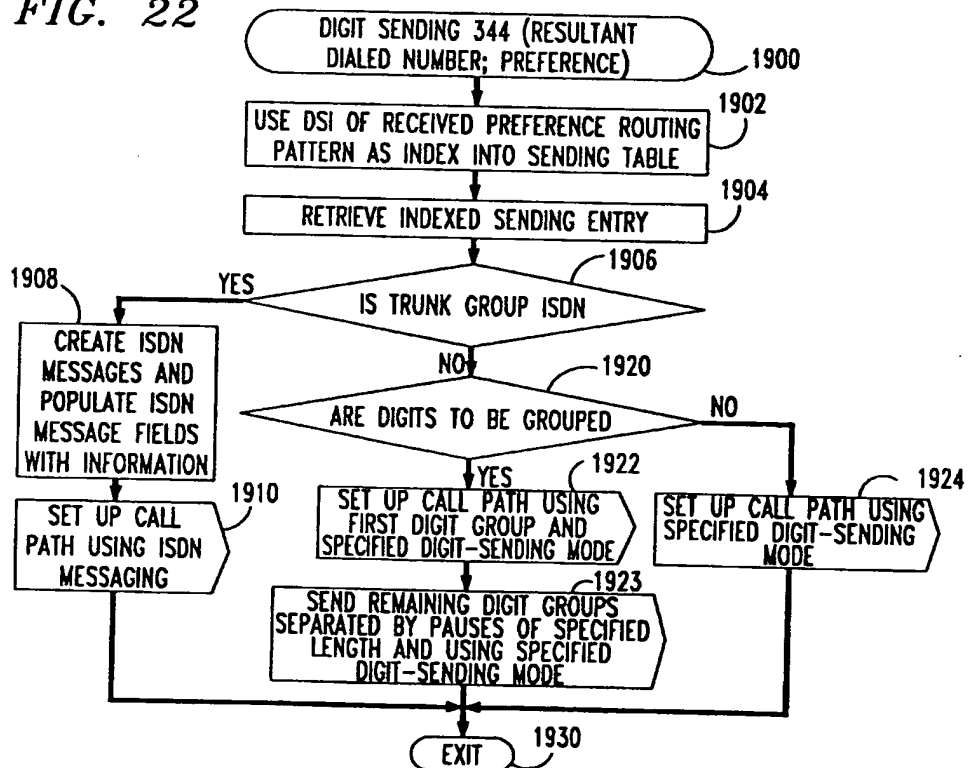 FIG. 22
DIGIT SENDING 344 (RESULTANT
DIALED NUMBER; PREFERENCE)
1900
1902
USE DSI OF RECEIVED PREFERENCE ROUTING
PATTERN AS INDEX INTO SENDING TABLE
1904
RETRIEVE INDEXED SENDING ENTRY
1906
IS TRUNK GROUP ISDN
YES
1908
CREATE ISDN
MESSAGES AND
POPULATE ISDN
MESSAGE FIELDS
WITH INFORMATION
1910
SET UP CALL
PATH USING ISDN
MESSAGING
NO
1920
ARE DIGITS TO BE GROUPED
NO
YES
1922
SET UP CALL PATH USING
FIRST DIGIT GROUP AND
SPECIFIED DIGIT-SENDING MODE
1924
SET UP CALL PATH USING
SPECIFIED DIGIT-SENDING
MODE
1923
SEND REMAINING DIGIT GROUPS
SEPARATED BY PAUSES OF SPECIFIED
LENGTH AND USING SPECIFIED
DIGIT-SENDING MODE
EXIT
1930